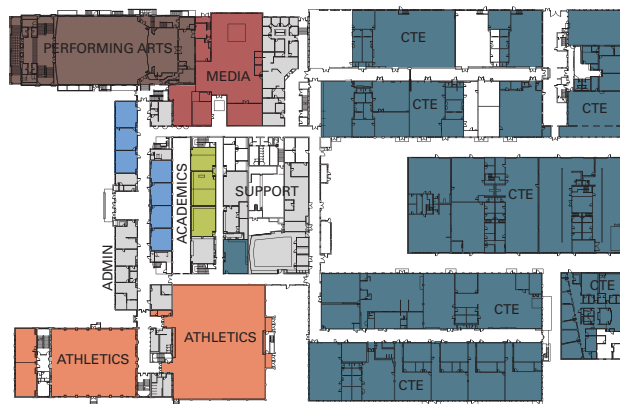 PERFORMING ARTS
MEDIA
CTE
CTE
CTE
ACADEMICS
SUPPORT
CTE
ADMIN
CTE
CTE
ATHLETICS
ATHLETICS
CTE